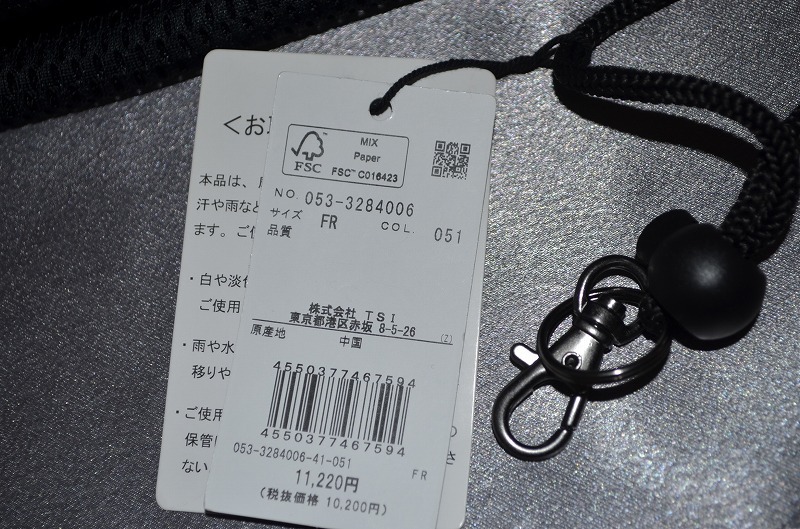 <お
本品は、
汗や雨など
ます。ご使
・白や淡
ご使用
・雨や水
移りや
・ご使用
保管
ない
MIX
Paper
FSC™ C016423
FSC
NO. 053-3284006
サイズ FR COL. 051
品質
株式会社 TSI
東京都港区赤坂 8-5-26
(Z)
原産地 中国
4550377467594
4550377467594
053-3284006-41-051 FR
11,220円
(税抜価格 10,200円)